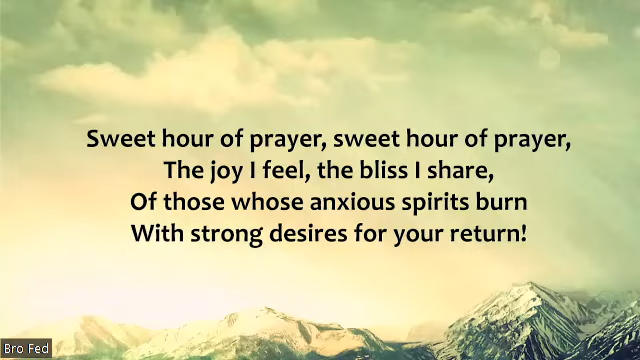 Sweet hour of prayer, sweet hour of prayer,
The joy I feel, the bliss I share,
Of those whose anxious spirits burn
With strong desires for your return!
Bro Fed